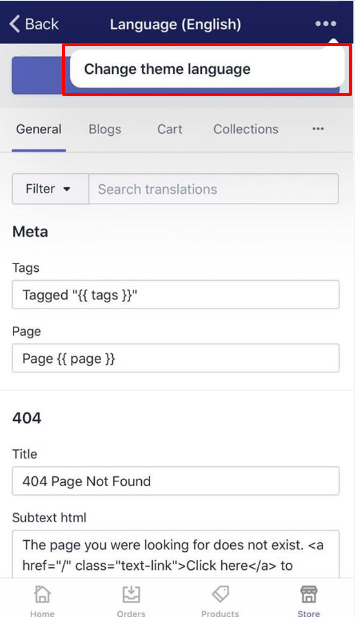 Back
Language (English)
Change theme language
General
Blogs
Cart
Collections
Filter
Search translations
Meta
Tags
Tagged "{{ tags }}"
Page
Page {{ page }}
404
Title
404 Page Not Found
Subtext html
The page you were looking for does not exist. <a
href="/" class="text-link">Click here</a> to
Home
Orders
Products
Store